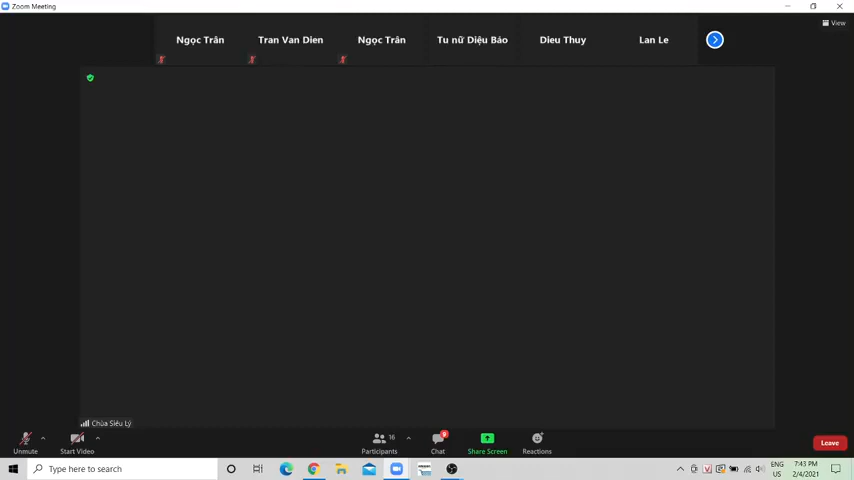 Zoom Meeting
View
Ngọc Trân
Tran Van Dien
Ngọc Trân
Tu nữ Diệu Bảo
Dieu Thuy
Lan Le
Chùa Siêu Lý
Unmute
Start Video
16
Participants
9
Chat
Share Screen
Reactions
Leave
Type here to search
ENG
US
7:43 PM
2/4/2021